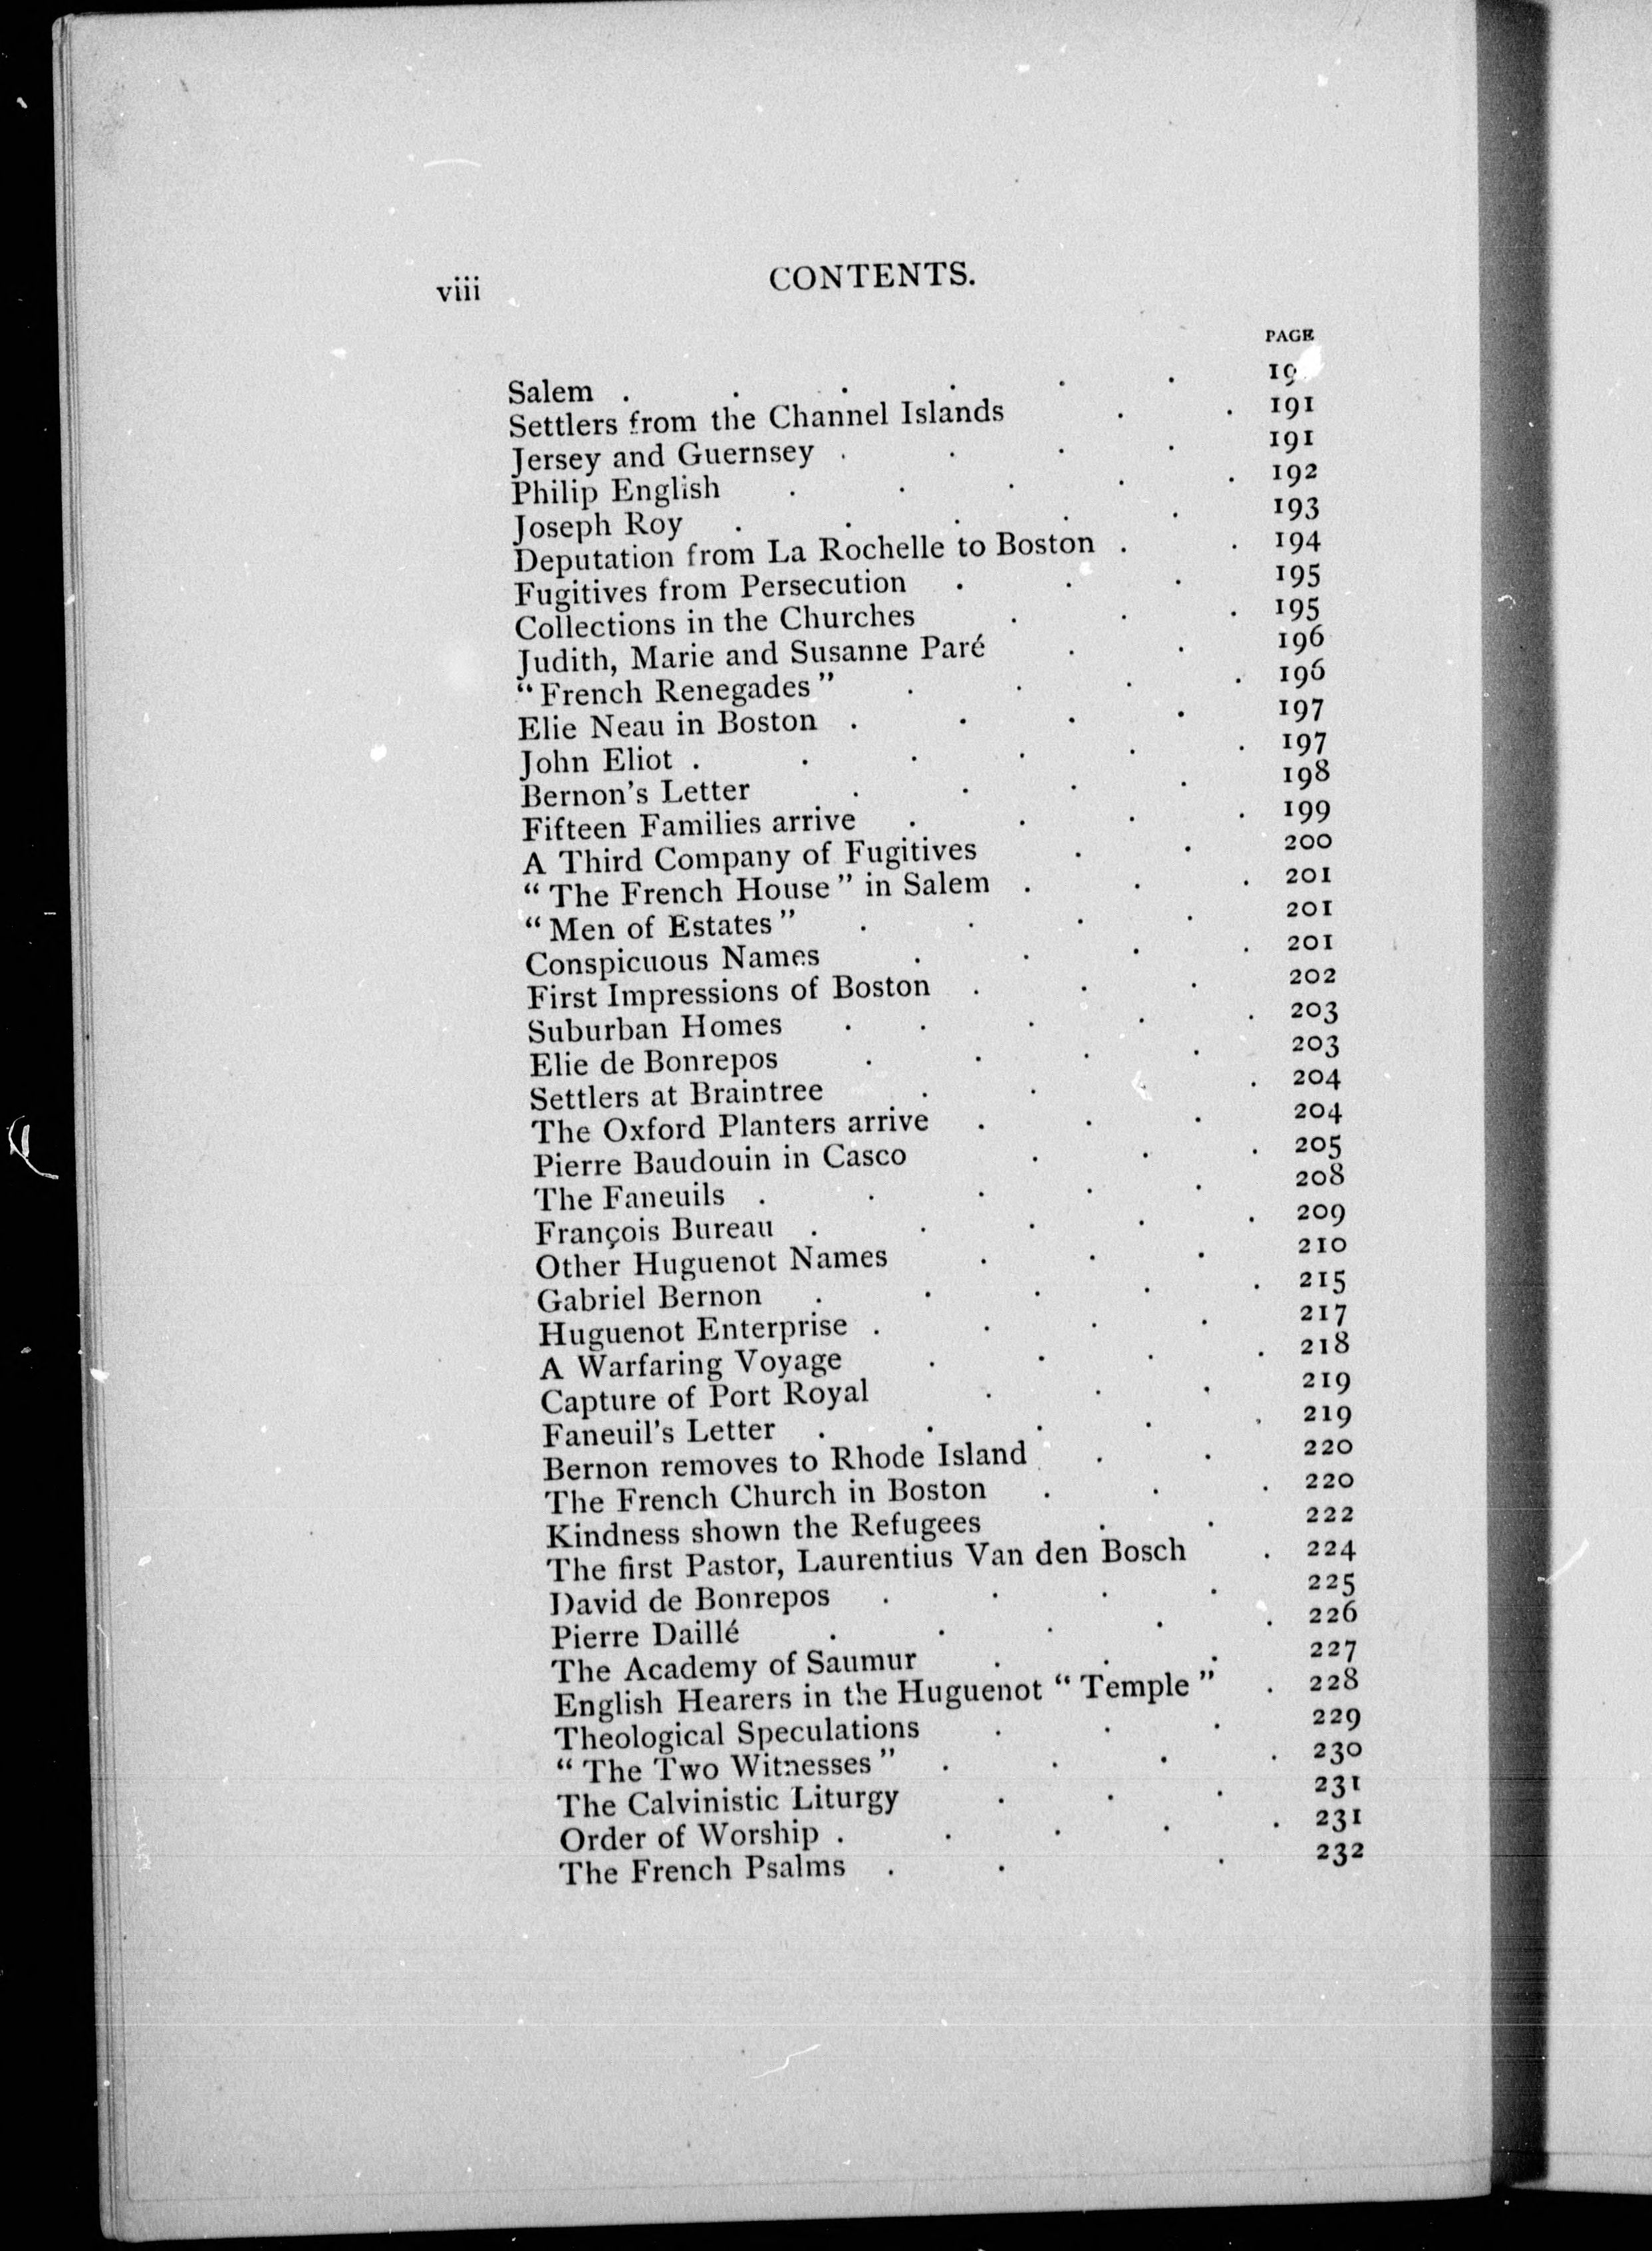 viii
CONTENTS.
PAGE
Salem . . . . . .
Settlers from the Channel Islands . . 191
Jersey and Guernsey . . . . 191
Philip English . . . . . 192
Joseph Roy . . . . . 193
Deputation from La Rochelle to Boston . . 194
Fugitives from Persecution . . . 195
Collections in the Churches . . . 195
Judith, Marie and Susanne Paré . . 196
“French Renegades” . . . . 196
Elie Neau in Boston . . . . 197
John Eliot . . . . . . 197
Bernon's Letter . . . . 198
Fifteen Families arrive . . . . 199
A Third Company of Fugitives . . 200
“The French House” in Salem . . . 201
“Men of Estates” . . . . 201
Conspicuous Names . . . . 201
First Impressions of Boston . . . 202
Suburban Homes . . . . . 203
Elie de Bonrepos . . . . 203
Settlers at Braintree . . . 204
The Oxford Planters arrive . . . 204
Pierre Baudouin in Casco . . . 205
The Faneuils . . . . . 208
François Bureau . . . . . 209
Other Huguenot Names . . . 210
Gabriel Bernon . . . . . 215
Huguenot Enterprise . . . . 217
A Warfaring Voyage . . . . 218
Capture of Port Royal . . . 219
Faneuil's Letter . . . . . 219
Bernon removes to Rhode Island . . 220
The French Church in Boston . . . 220
Kindness shown the Refugees . . 222
The first Pastor, Laurentius Van den Bosch . 224
David de Bonrepos . . . . 225
Pierre Daillé . . . . . 226
The Academy of Saumur . . . 227
English Hearers in the Huguenot “Temple” . 228
Theological Speculations . . . 229
“The Two Witnesses” . . . . 230
The Calvinistic Liturgy . . . 231
Order of Worship . . . . . 231
The French Psalms . . . 232